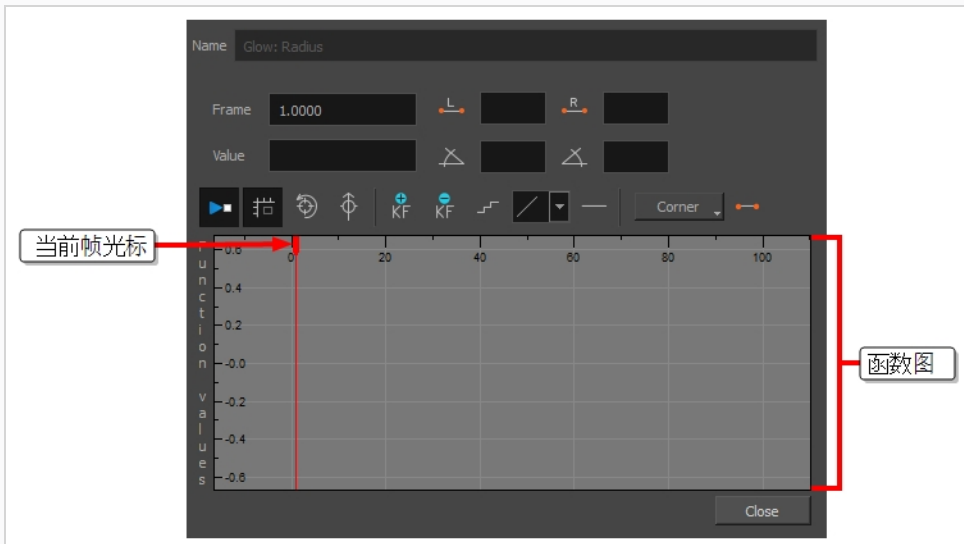 Name Glow: Radius
Frame 1.0000 L R
Value
KF KF Corner
当前帧光标
Function values
0 20 40 60 80 100
0.6
0.4
0.2
-0.0
-0.2
-0.4
-0.6
函数图
Close